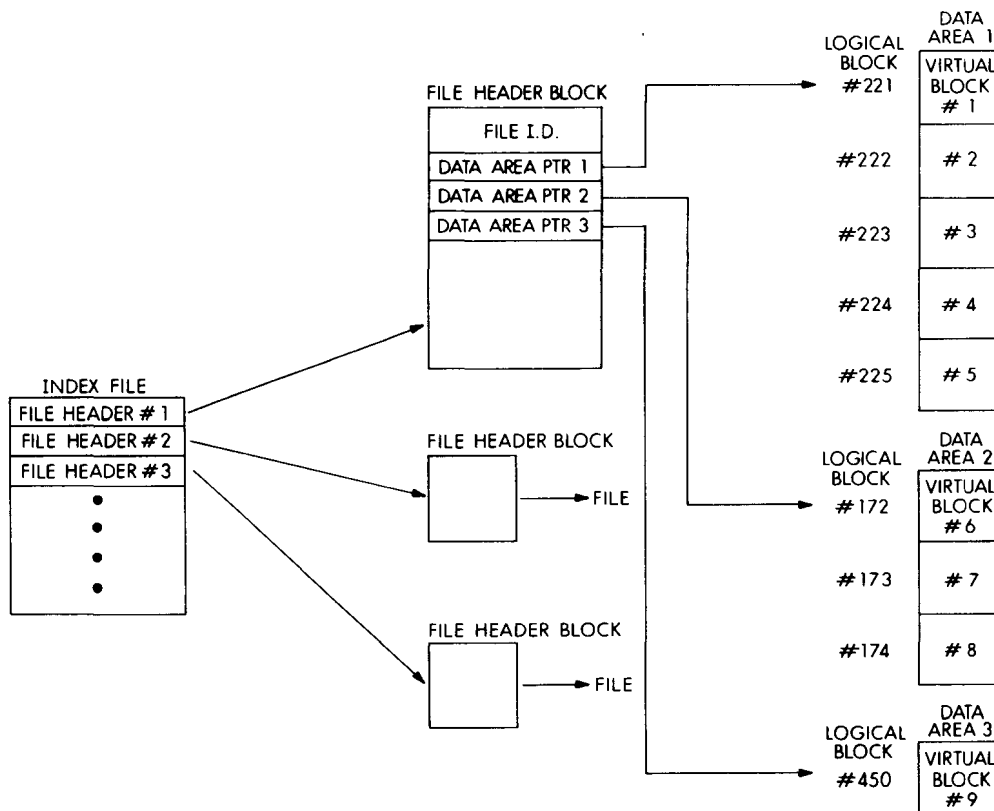 INDEX FILE
FILE HEADER #1
FILE HEADER #2
FILE HEADER #3
FILE HEADER BLOCK
FILE I.D.
DATA AREA PTR 1
DATA AREA PTR 2
DATA AREA PTR 3
FILE HEADER BLOCK
FILE
FILE HEADER BLOCK
FILE
DATA
AREA 1
LOGICAL
BLOCK
#221
VIRTUAL
BLOCK
# 1
#222
# 2
#223
# 3
#224
# 4
#225
# 5
DATA
AREA 2
LOGICAL
BLOCK
#172
VIRTUAL
BLOCK
#6
#173
# 7
#174
# 8
DATA
AREA 3
LOGICAL
BLOCK
#450
VIRTUAL
BLOCK
#9